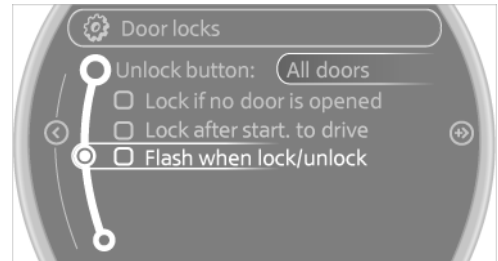 Door locks
Unlock button: All doors
Lock if no door is opened
Lock after start. to drive
Flash when lock/unlock